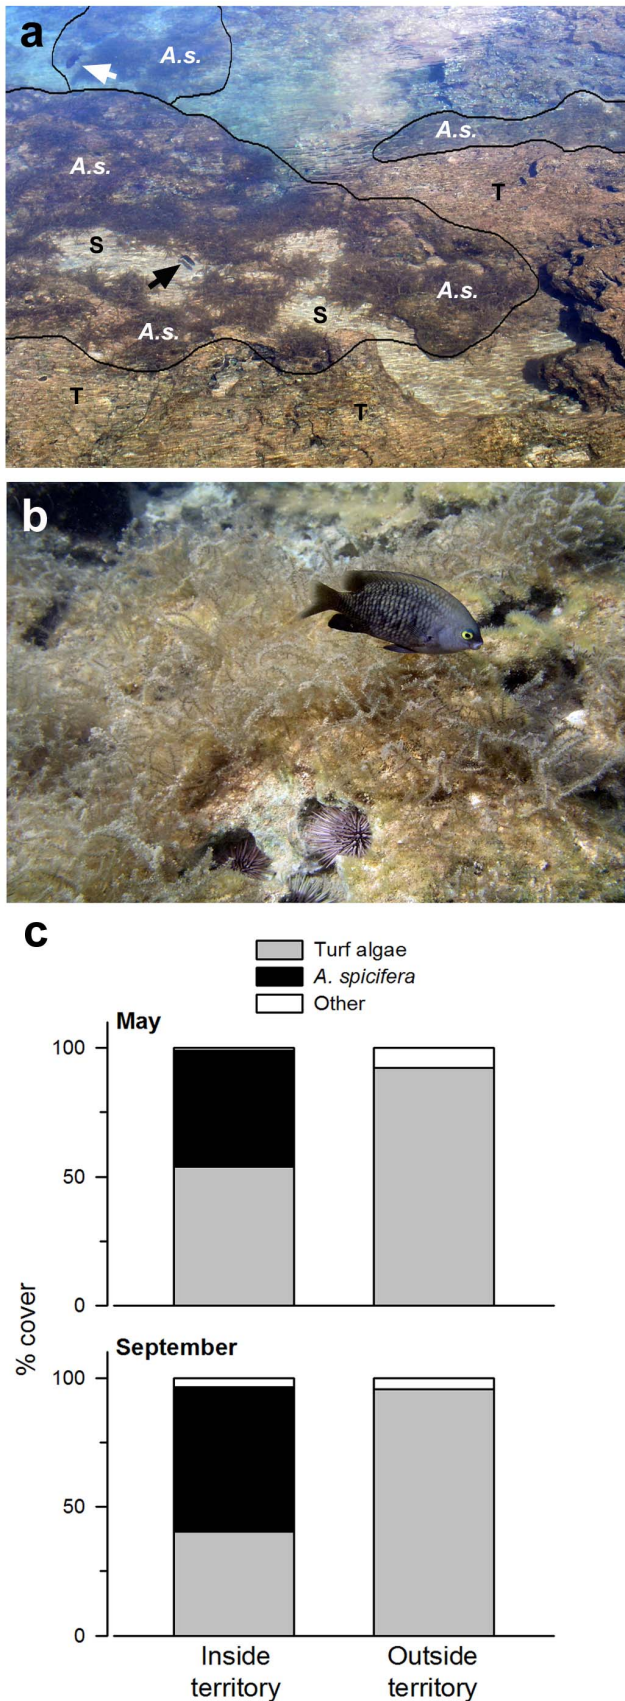 a
A.s.
A.s.
A.s.
T
S
A.s.
S
A.s.
T
T
b
c
Turf algae
A. spicifera
Other
May
100
50
0
% cover
September
100
50
0
Inside
territory
Outside
territory